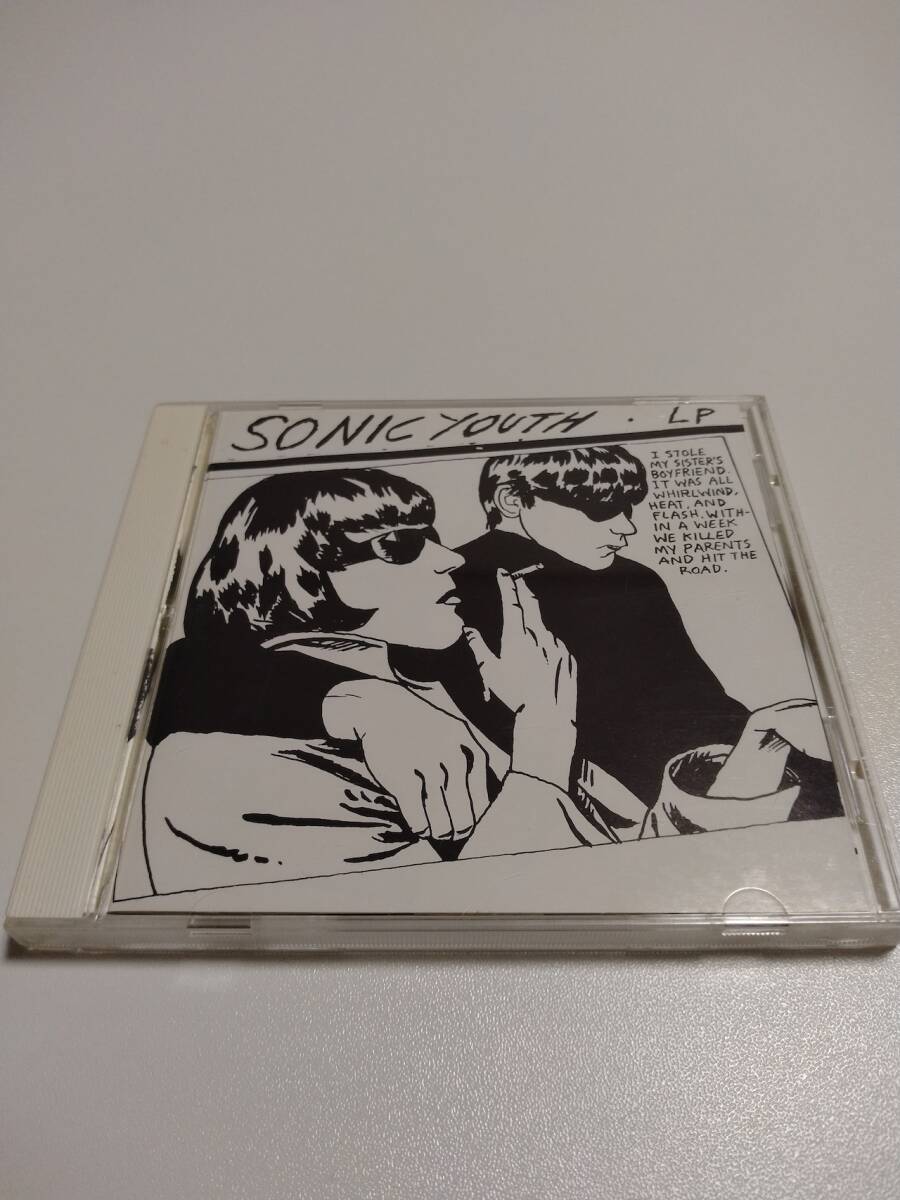 SONIC YOUTH . LP
I STOLE
MY SISTER'S
BOYFRIEND.
IT WAS ALL
WHIRLWIND,
HEAT, AND
FLASH. WITH-
IN A WEEK
WE KILLED
MY PARENTS
AND HIT THE
ROAD.